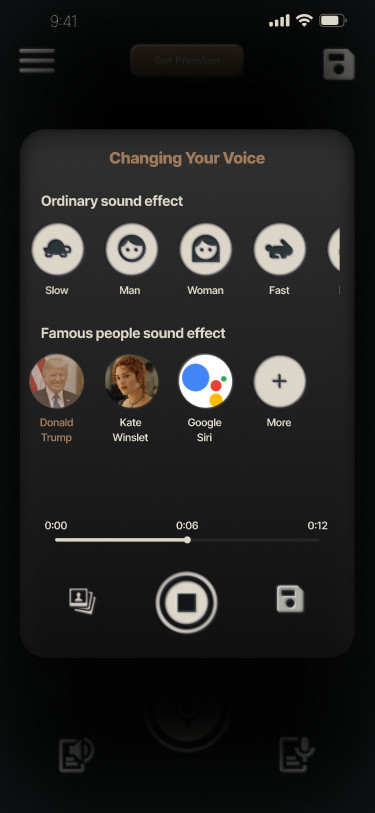 9:41
Get Premium
Changing Your Voice
Ordinary sound effect
Slow
Man
Woman
Fast
Famous people sound effect
Donald
Trump
Kate
Winslet
Google
Siri
More
0:00
0:06
0:12